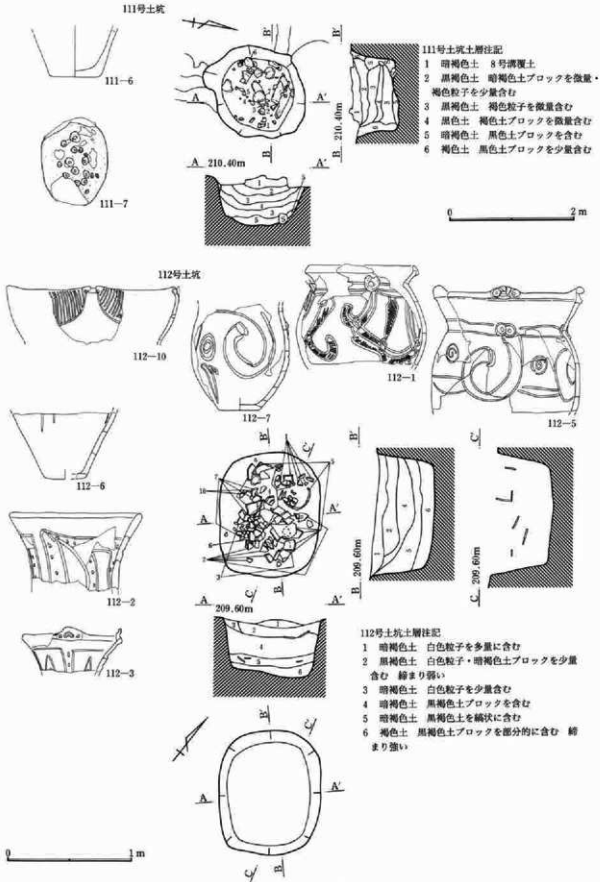 111号土坑
111—6
111—7
B'
B'
A
A'
B
B
210.40m
A
210.40m
A'
1
2
3
4
5
3
5
111号土坑土層注記
1 暗褐色土 8号溝覆土
2 黒褐色土 暗褐色土ブロックを微量・
褐色粒子を少量含む
3 黒褐色土 褐色粒子を微量含む
4 黒色土 褐色土ブロックを微量含む
5 暗褐色土 黒色土ブロックを含む
6 褐色土 黒色土ブロックを少量含む
0 2m
112号土坑
112—10
112—7
112—1
112—5
112—6
112—2
112—3
B'
C'
A
A'
C
B
B'
B 209.60m
C'
C 209.60m
A
209.60m
A'
112号土坑土層注記
1 暗褐色土 白色粒子を多量に含む
2 黒褐色土 白色粒子・暗褐色土ブロックを少量
含む 締まり弱い
3 暗褐色土 白色粒子を少量含む
4 暗褐色土 黒褐色土ブロックを含む
5 暗褐色土 黒褐色土を縞状に含む
6 褐色土 黒褐色土ブロックを部分的に含む 締
まり強い
B'
C'
A
A'
C
B
0 1m